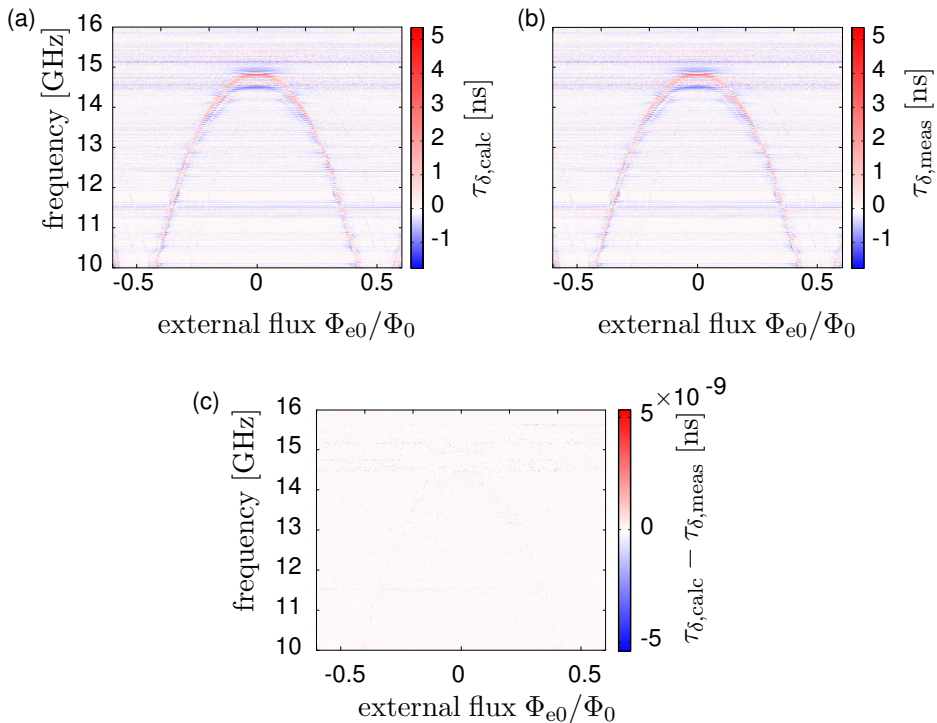 (a)
16
15
14
13
12
11
10
frequency [GHz]
-0.5 0 0.5
external flux Φe0/Φ0
5
4
3
2
1
0
-1
τδ,calc [ns]
(b)
16
15
14
13
12
11
10
-0.5 0 0.5
external flux Φe0/Φ0
5
4
3
2
1
0
-1
τδ,meas [ns]
(c)
16
15
14
13
12
11
10
frequency [GHz]
-0.5 0 0.5
external flux Φe0/Φ0
5×10 -9
0
-5
τδ,calc − τδ,meas [ns]